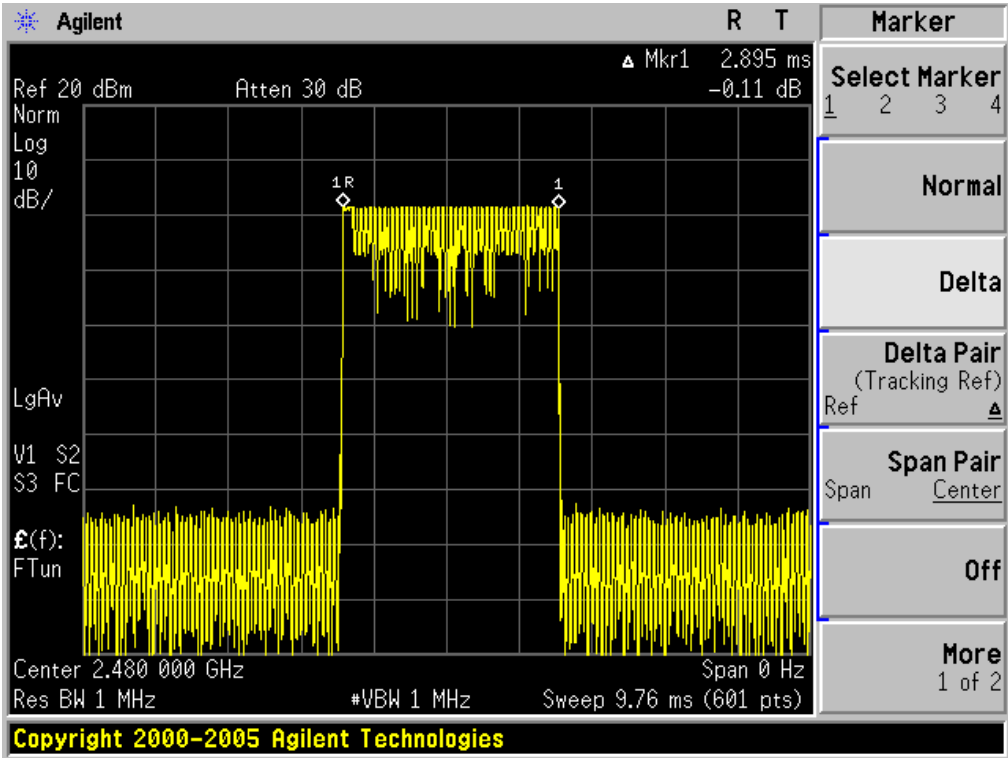 Agilent
R T
Marker
Δ Mkr1 2.895 ms
Ref 20 dBm
Atten 30 dB
-0.11 dB
Norm
Log
10
dB/
1R
1
LgAv
V1 S2
S3 FC
£(f):
FTun
Center 2.480 000 GHz
Span 0 Hz
Res BW 1 MHz
#VBW 1 MHz
Sweep 9.76 ms (601 pts)
Copyright 2000-2005 Agilent Technologies
Select Marker
1 2 3 4
Normal
Delta
Delta Pair
(Tracking Ref)
Ref Δ
Span Pair
Span Center
Off
More
1 of 2